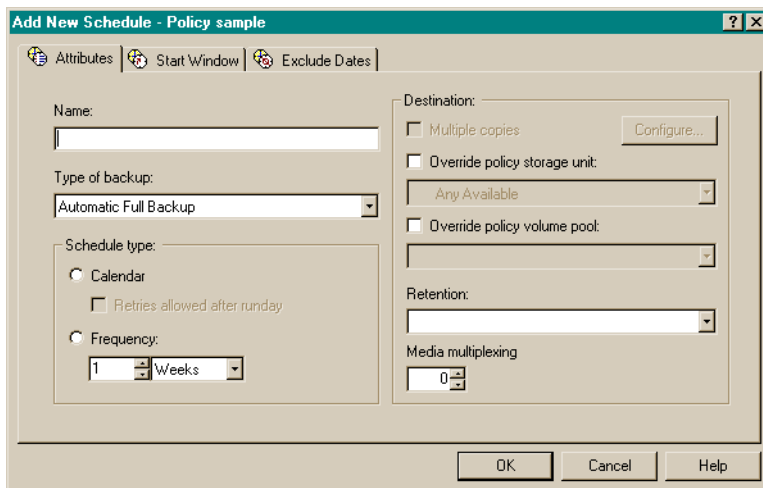 Add New Schedule - Policy sample
Attributes
Start Window
Exclude Dates
Name:
Type of backup:
Automatic Full Backup
Schedule type:
Calendar
Retries allowed after runday
Frequency:
1 Weeks
Destination:
Multiple copies
Configure...
Override policy storage unit:
Any Available
Override policy volume pool:
Retention:
Media multiplexing
0
OK
Cancel
Help